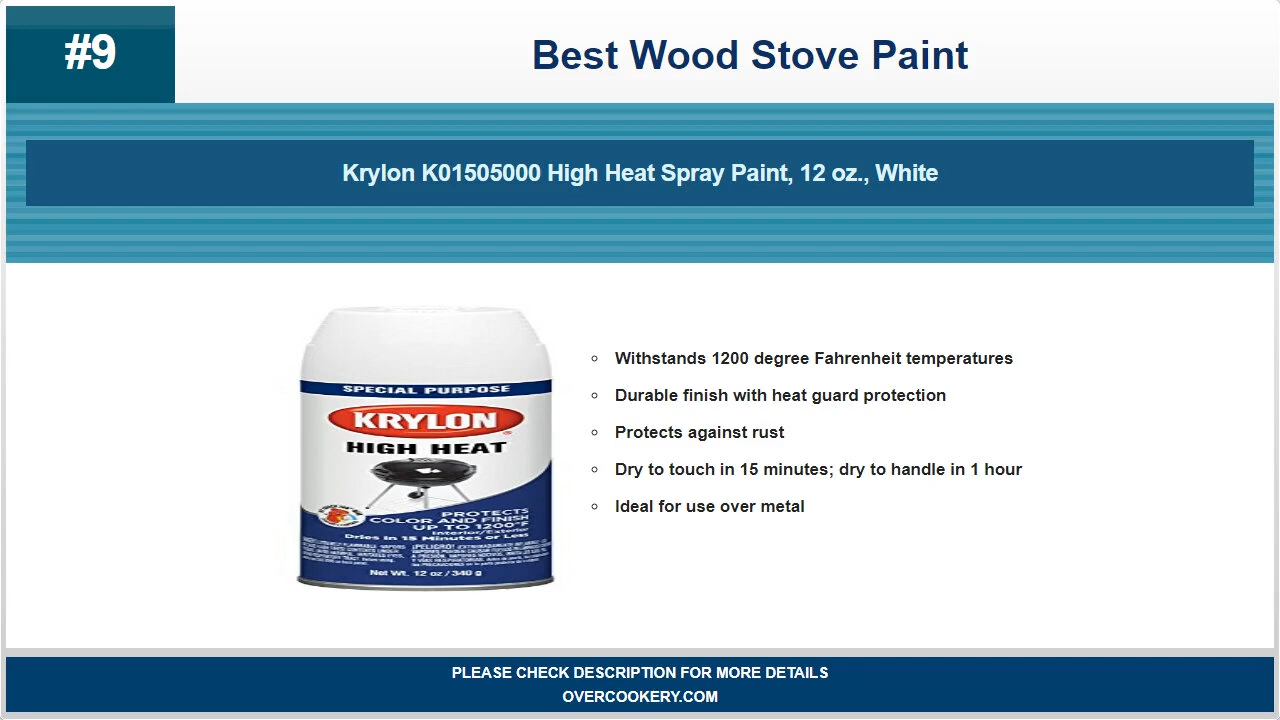 #9
Best Wood Stove Paint
Krylon K01505000 High Heat Spray Paint, 12 oz., White
SPECIAL PURPOSE
KRYLON
HIGH HEAT
PROTECTS
COLOR AND FINISH
UP TO 1200°F
Interior/Exterior
Dries in 15 Minutes or Less
Net Wt. 12 oz / 340 g
Withstands 1200 degree Fahrenheit temperatures
Durable finish with heat guard protection
Protects against rust
Dry to touch in 15 minutes; dry to handle in 1 hour
Ideal for use over metal
PLEASE CHECK DESCRIPTION FOR MORE DETAILS
OVERCOOKERY.COM